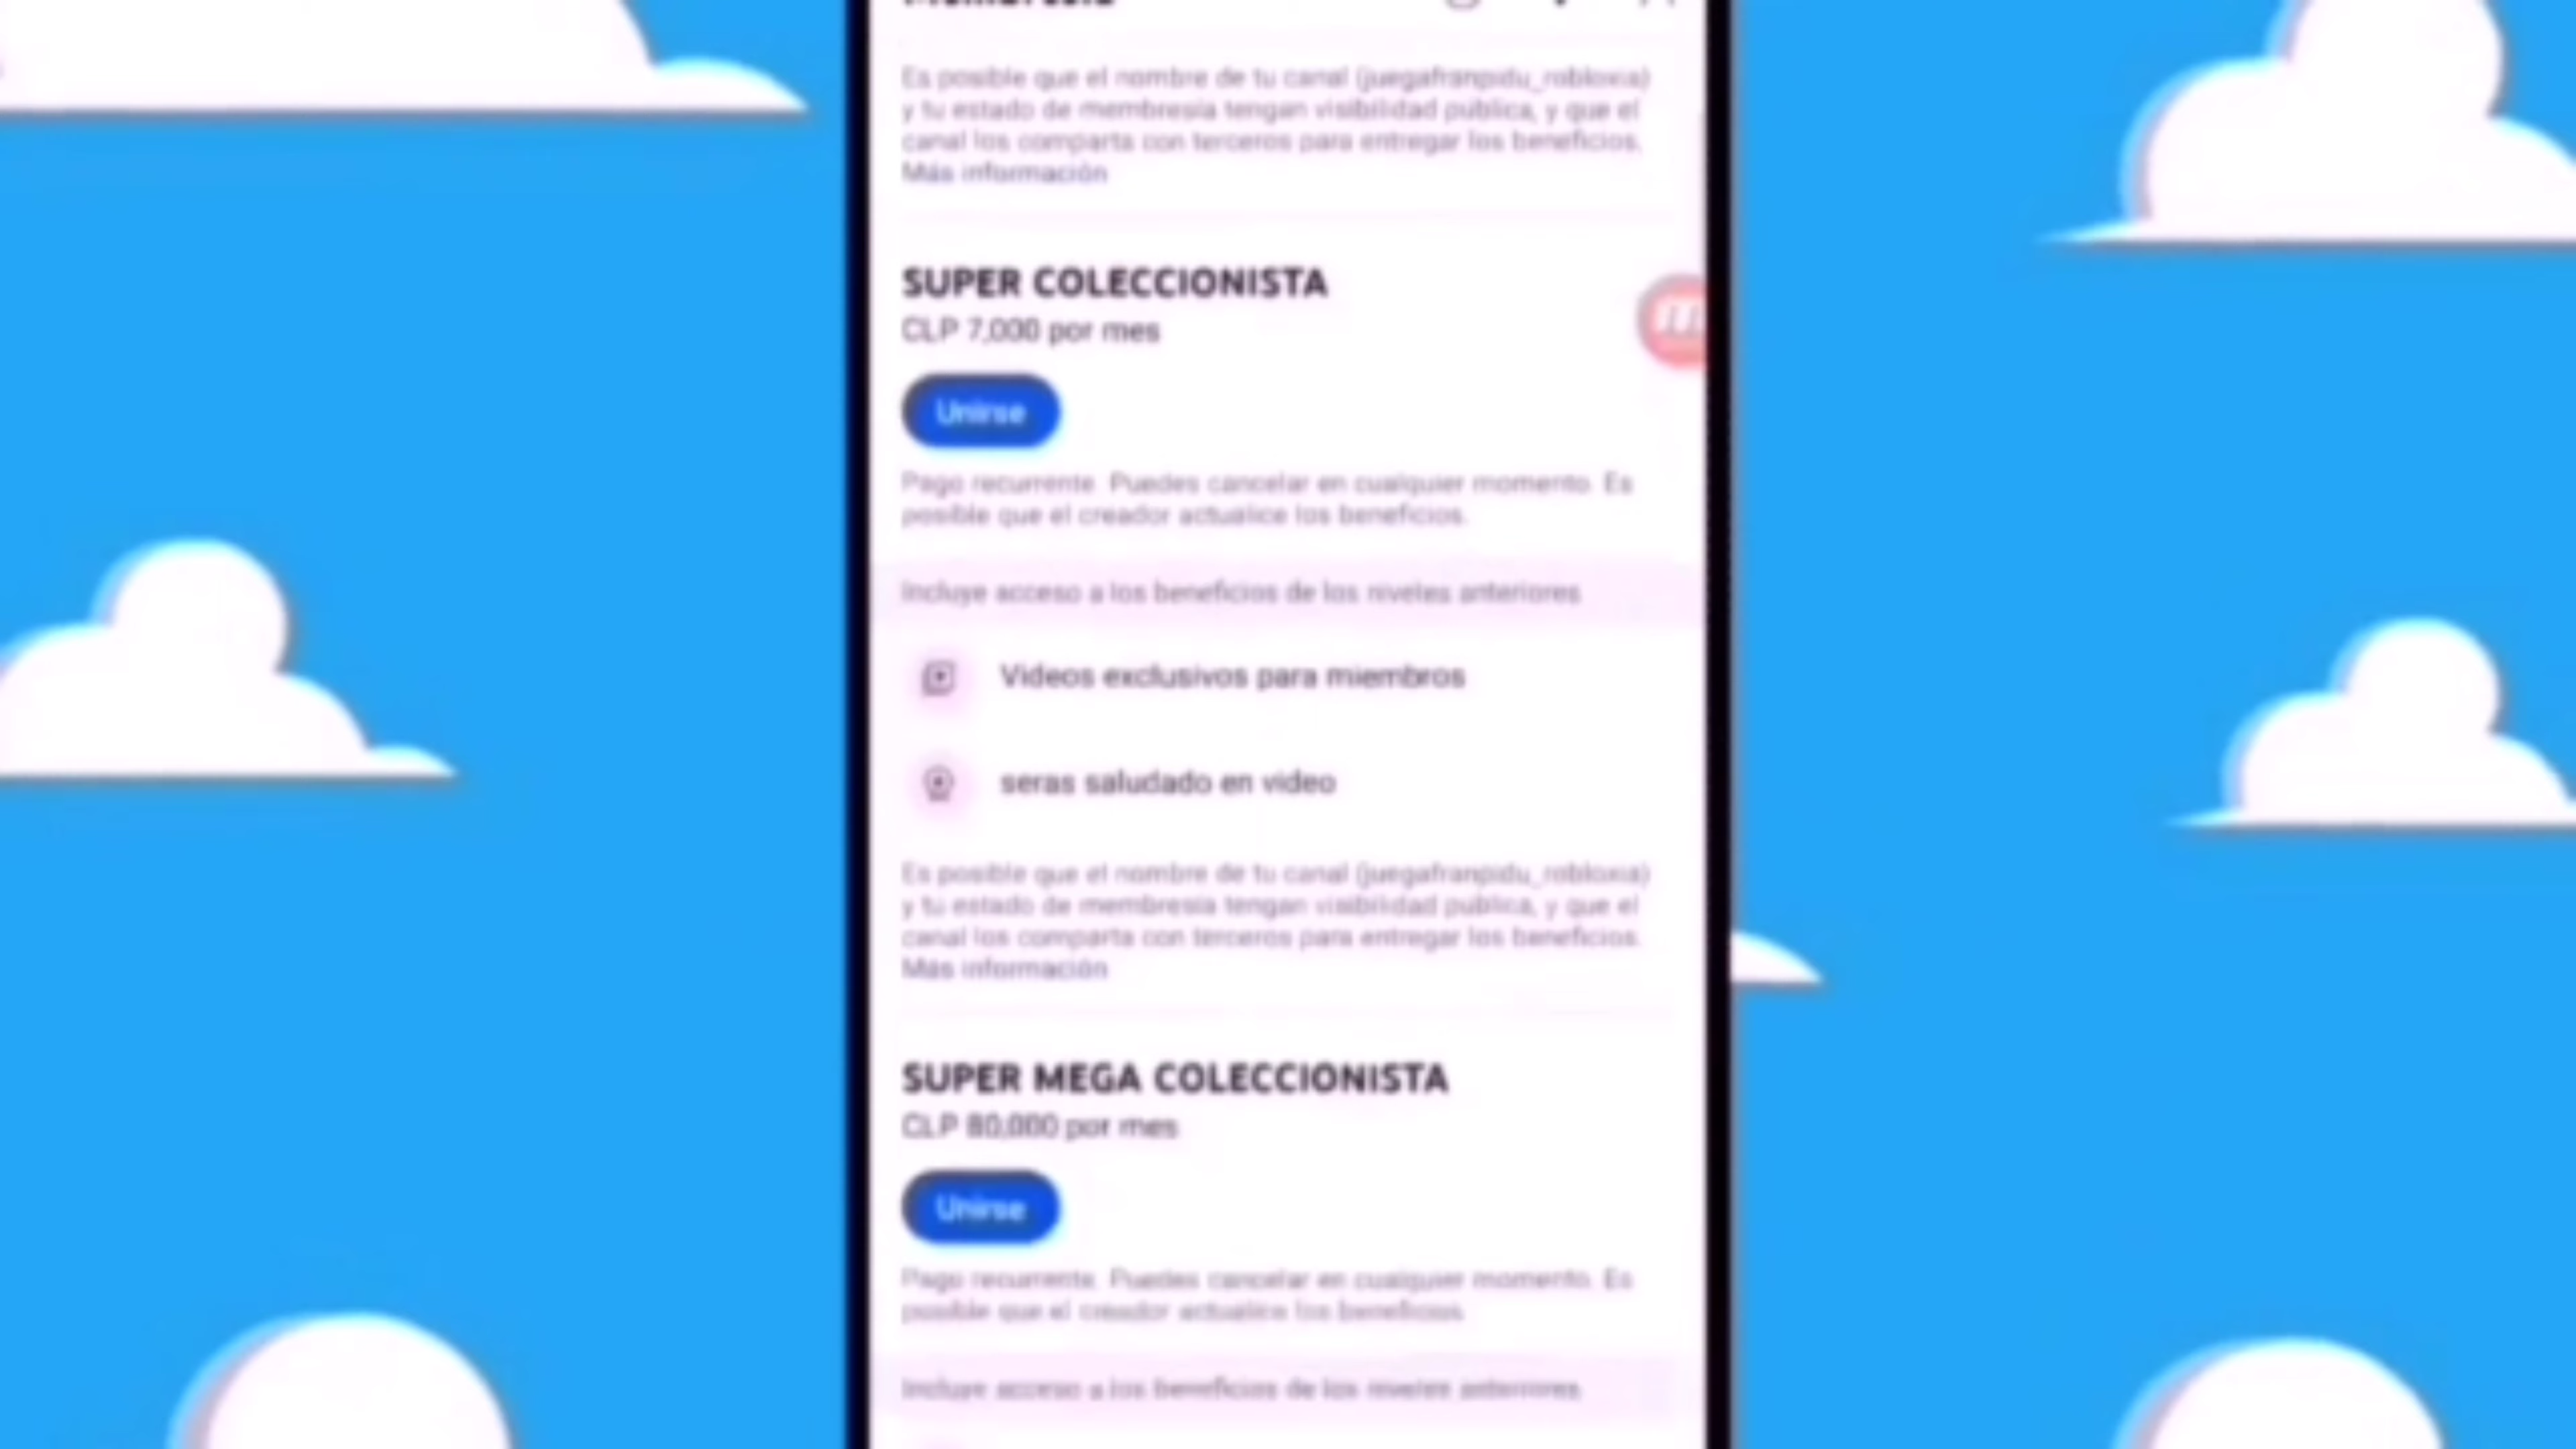 Es posible que el nombre de tu canal (juegafranpidu_robloxia)
y tu estado de membresía tengan visibilidad pública, y que el
canal los comparta con terceros para entregar los beneficios.
Más información
SUPER COLECCIONISTA
CLP 7,000 por mes
Unirse
Pago recurrente. Puedes cancelar en cualquier momento. Es
posible que el creador actualice los beneficios.
Incluye acceso a los beneficios de los niveles anteriores
Videos exclusivos para miembros
seras saludado en video
Es posible que el nombre de tu canal (juegafranpidu_robloxia)
y tu estado de membresía tengan visibilidad pública, y que el
canal los comparta con terceros para entregar los beneficios.
Más información
SUPER MEGA COLECCIONISTA
CLP 80,000 por mes
Unirse
Pago recurrente. Puedes cancelar en cualquier momento. Es
posible que el creador actualice los beneficios.
Incluye acceso a los beneficios de los niveles anteriores